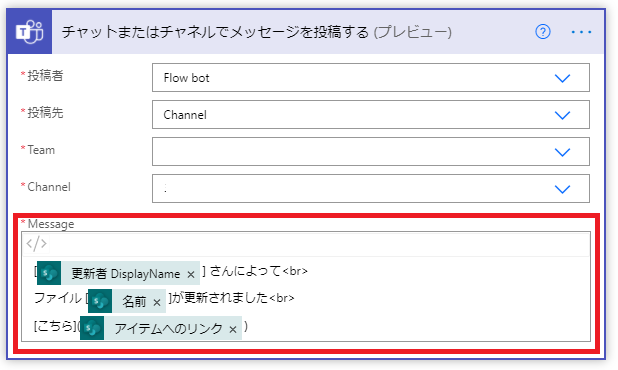 チャットまたはチャネルでメッセージを投稿する (プレビュー)
*投稿者 Flow bot
*投稿先 Channel
*Team
*Channel .
*Message
</>
[更新者 DisplayName ×] さんによって<br>
ファイル [名前 ×]が更新されました<br>
[こちら](アイテムへのリンク ×)